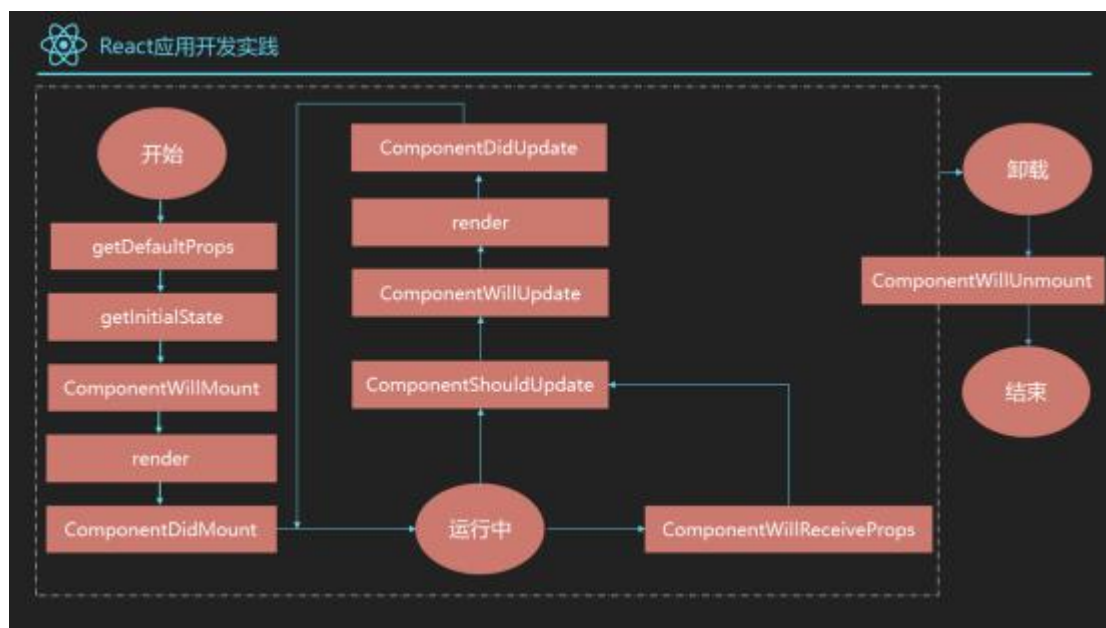 React应用开发实践
开始
getDefaultProps
getInitialState
ComponentWillMount
render
ComponentDidMount
ComponentDidUpdate
render
ComponentWillUpdate
ComponentShouldUpdate
运行中
ComponentWillReceiveProps
卸载
ComponentWillUnmount
结束